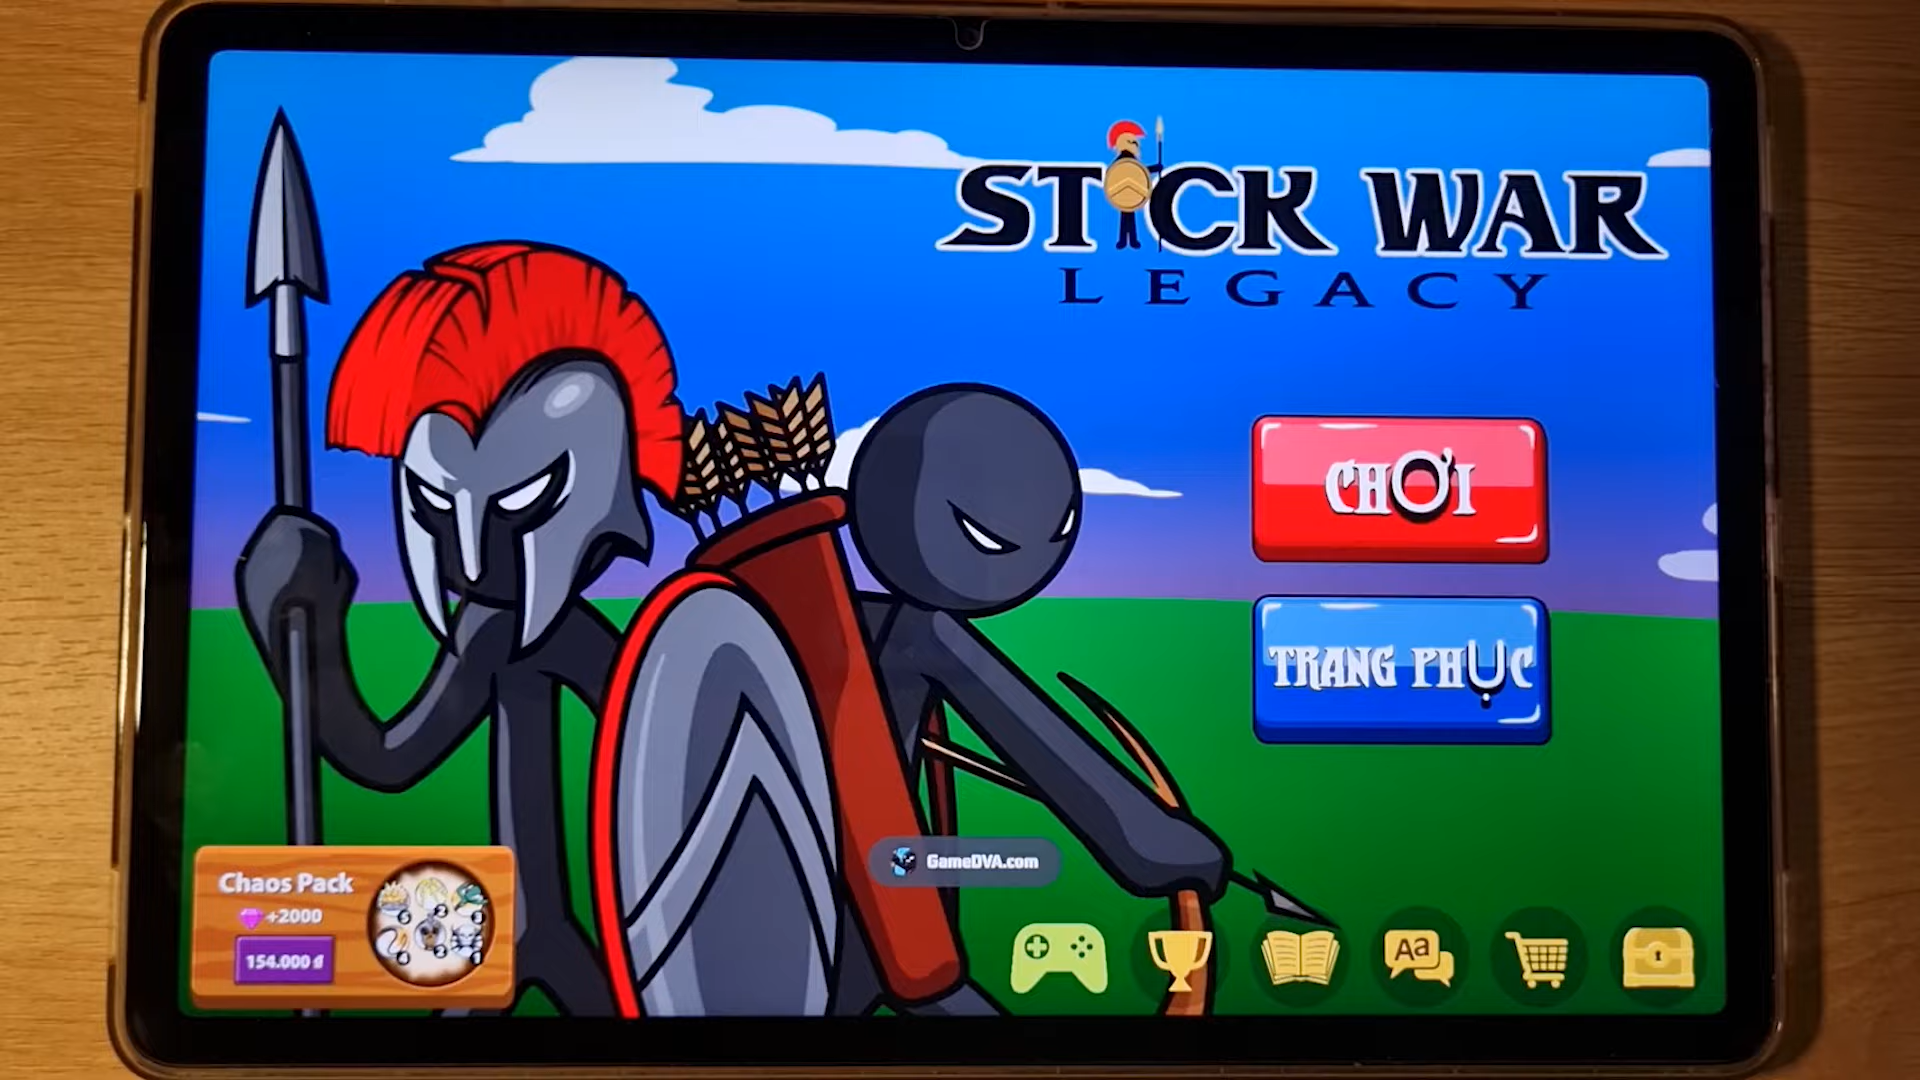 STICK WAR
LEGACY
CHƠI
TRANG PHỤC
GameDVA.com
Chaos Pack
+2000
154.000 đ
Aa